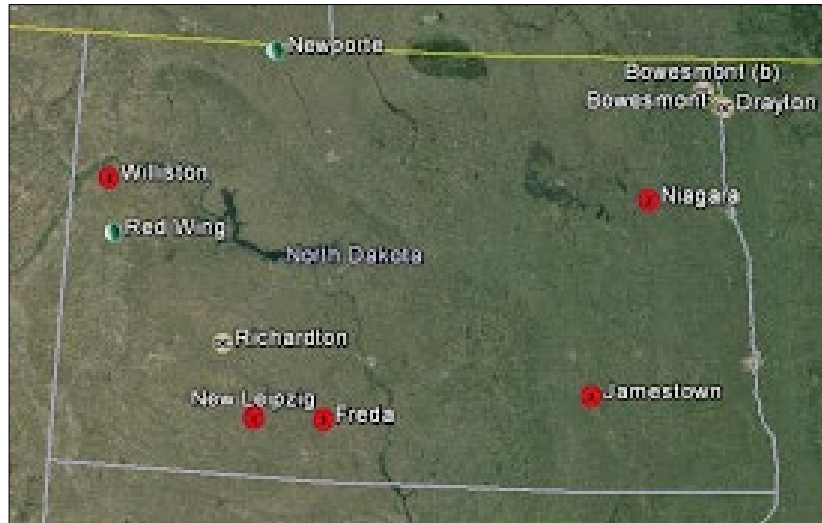 Newporte
Bowesmont (b)
Bowesmont
Drayton
Williston
Niagara
Red Wing
North Dakota
Richardton
New Leipzig
Freda
Jamestown